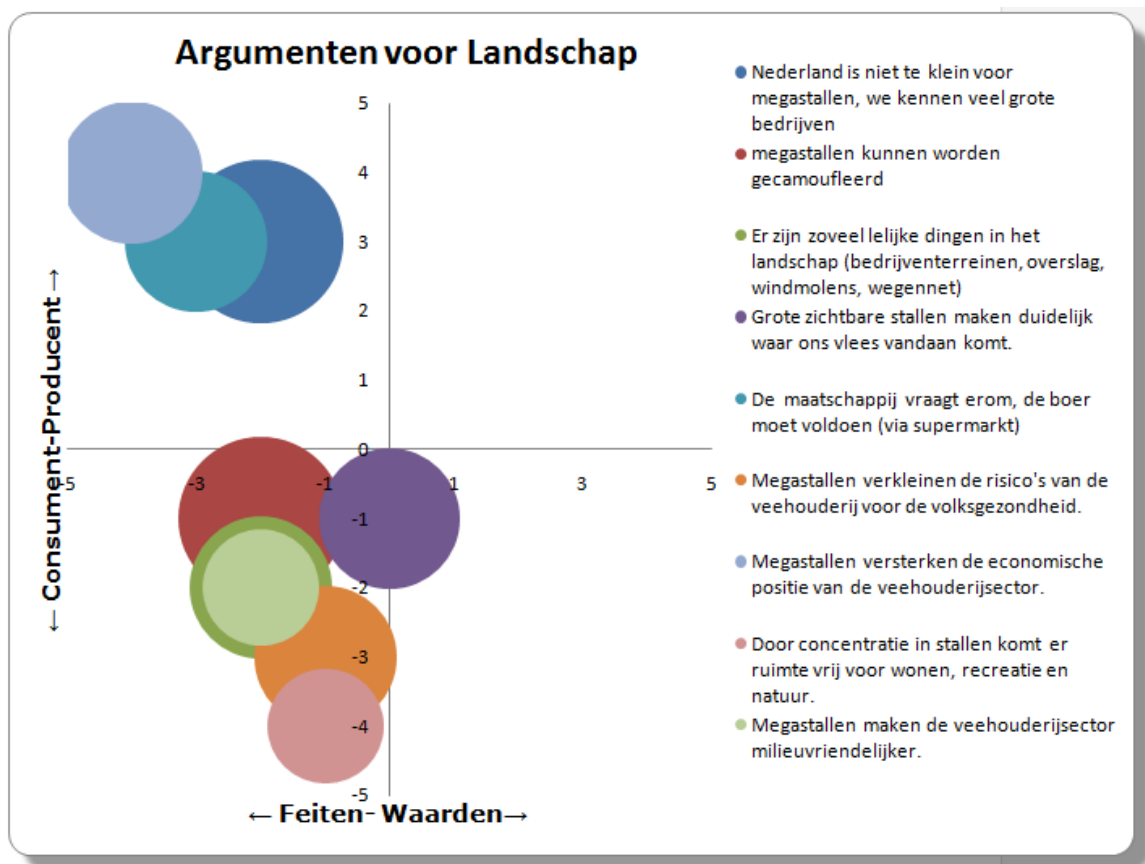 Argumenten voor Landschap
5
4
3
2
1
0
-1
-2
-3
-4
-5
-5
-3
-1
1
3
5
← Consument-Producent →
← Feiten- Waarden→
Nederland is niet te klein voor
megastallen, we kennen veel grote
bedrijven
megastallen kunnen worden
gecamoufleerd
Er zijn zoveel lelijke dingen in het
landschap (bedrijventerreinen, overslag,
windmolens, wegennet)
Grote zichtbare stallen maken duidelijk
waar ons vlees vandaan komt.
De maatschappij vraagt erom, de boer
moet voldoen (via supermarkt)
Megastallen verkleinen de risico's van de
veehouderij voor de volksgezondheid.
Megastallen versterken de economische
positie van de veehouderijsector.
Door concentratie in stallen komt er
ruimte vrij voor wonen, recreatie en
natuur.
Megastallen maken de veehouderijsector
milieuvriendelijker.